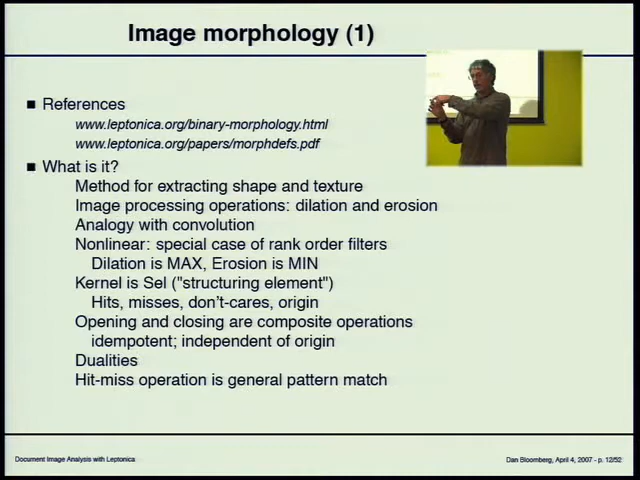 Image morphology (1)
References
www.leptonica.org/binary-morphology.html
www.leptonica.org/papers/morphdefs.pdf
What is it?
Method for extracting shape and texture
Image processing operations: dilation and erosion
Analogy with convolution
Nonlinear: special case of rank order filters
Dilation is MAX, Erosion is MIN
Kernel is Sel ("structuring element")
Hits, misses, don't-cares, origin
Opening and closing are composite operations
idempotent; independent of origin
Dualities
Hit-miss operation is general pattern match
Document Image Analysis with Leptonica
Dan Bloomberg, April 4, 2007 - p. 12/52